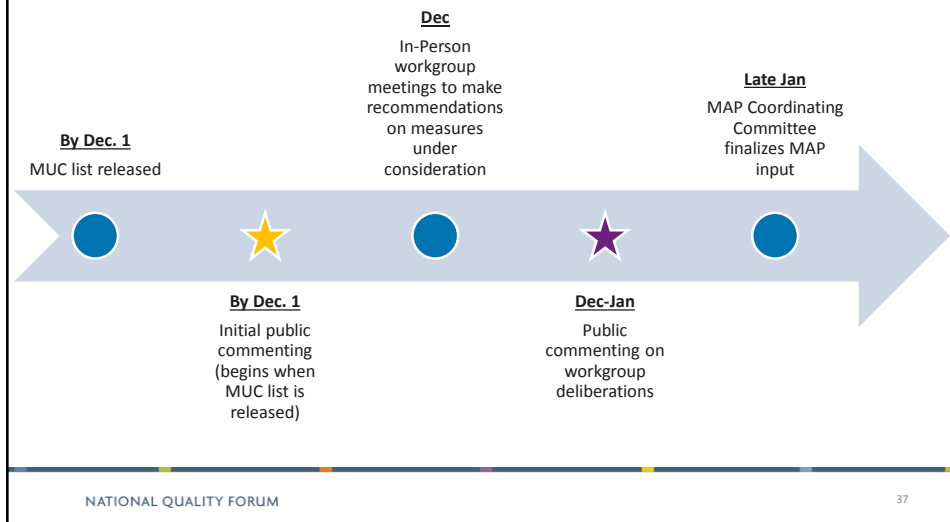 By Dec. 1
MUC list released
By Dec. 1
Initial public
commenting
(begins when
MUC list is
released)
Dec
In-Person
workgroup
meetings to make
recommendations
on measures
under
consideration
Dec-Jan
Public
commenting on
workgroup
deliberations
Late Jan
MAP Coordinating
Committee
finalizes MAP
input
NATIONAL QUALITY FORUM
37